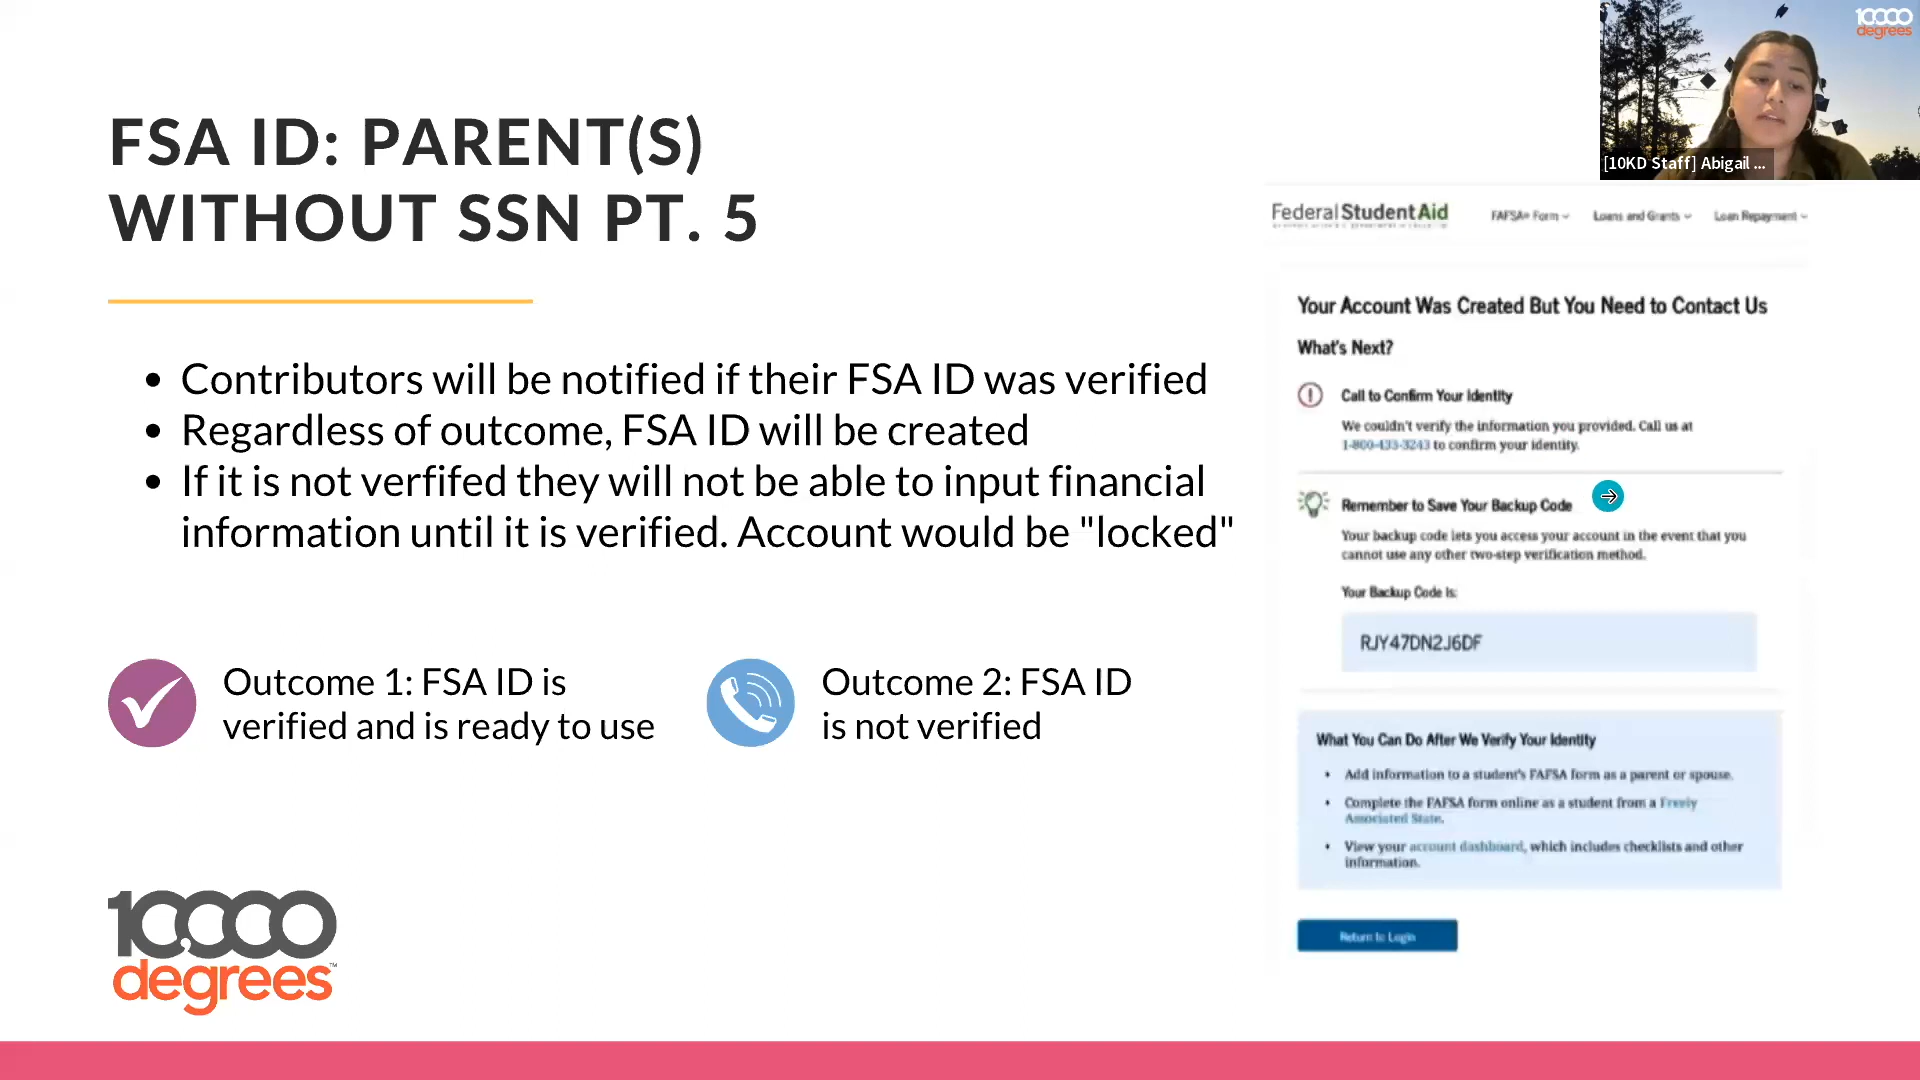 10,000
degrees
[10KD Staff] Abigail ...
FSA ID: PARENT(S)
WITHOUT SSN PT. 5
Contributors will be notified if their FSA ID was verified
Regardless of outcome, FSA ID will be created
If it is not verfifed they will not be able to input financial
information until it is verified. Account would be "locked"
Outcome 1: FSA ID is
verified and is ready to use
Outcome 2: FSA ID
is not verified
10,000
degrees™
Federal Student Aid
FAFSA® Form
Loans and Grants
Loan Repayment
Your Account Was Created But You Need to Contact Us
What's Next?
Call to Confirm Your Identity
We couldn't verify the information you provided. Call us at
1-800-433-3243 to confirm your identity.
Remember to Save Your Backup Code
Your backup code lets you access your account in the event that you
cannot use any other two-step verification method.
Your Backup Code Is:
RJY47DN2J6DF
What You Can Do After We Verify Your Identity
Add information to a student's FAFSA form as a parent or spouse.
Complete the FAFSA form online as a student from a Freely
Associated State.
View your account dashboard, which includes checklists and other
information.
Return to Login